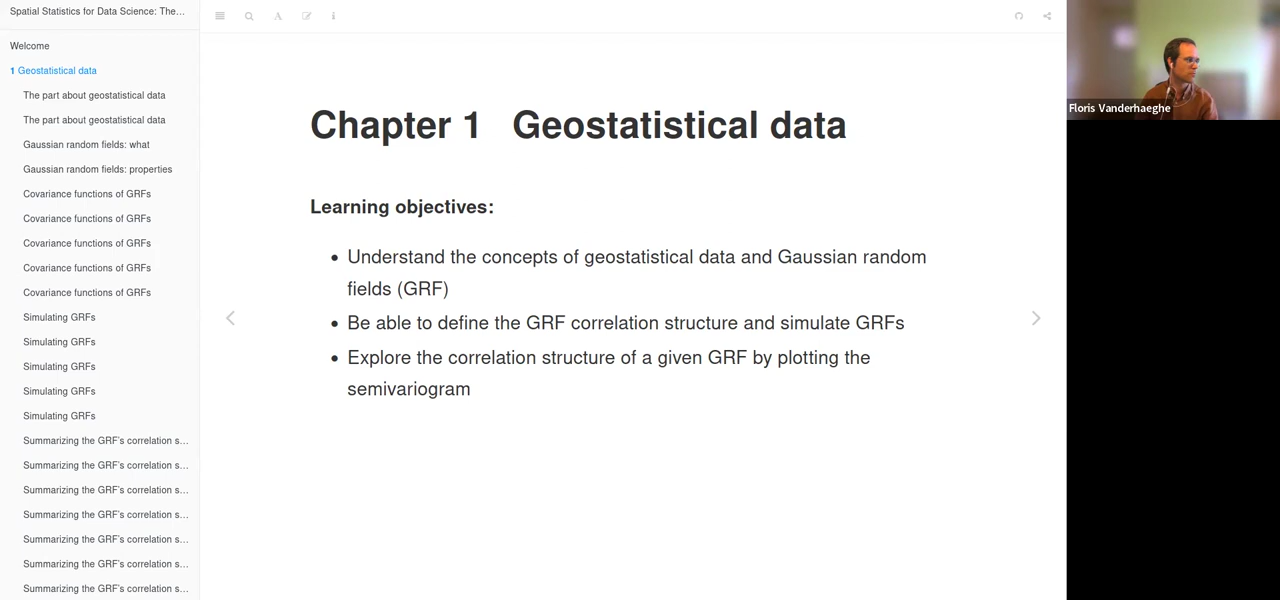 Spatial Statistics for Data Science: The…
Welcome
1 Geostatistical data
The part about geostatistical data
The part about geostatistical data
Gaussian random fields: what
Gaussian random fields: properties
Covariance functions of GRFs
Covariance functions of GRFs
Covariance functions of GRFs
Covariance functions of GRFs
Covariance functions of GRFs
Simulating GRFs
Simulating GRFs
Simulating GRFs
Simulating GRFs
Simulating GRFs
Summarizing the GRF's correlation s…
Summarizing the GRF's correlation s…
Summarizing the GRF's correlation s…
Summarizing the GRF's correlation s…
Summarizing the GRF's correlation s…
Summarizing the GRF's correlation s…
Summarizing the GRF's correlation s…
Chapter 1 Geostatistical data
Learning objectives:
• Understand the concepts of geostatistical data and Gaussian random
fields (GRF)
• Be able to define the GRF correlation structure and simulate GRFs
• Explore the correlation structure of a given GRF by plotting the
semivariogram
Floris Vanderhaeghe